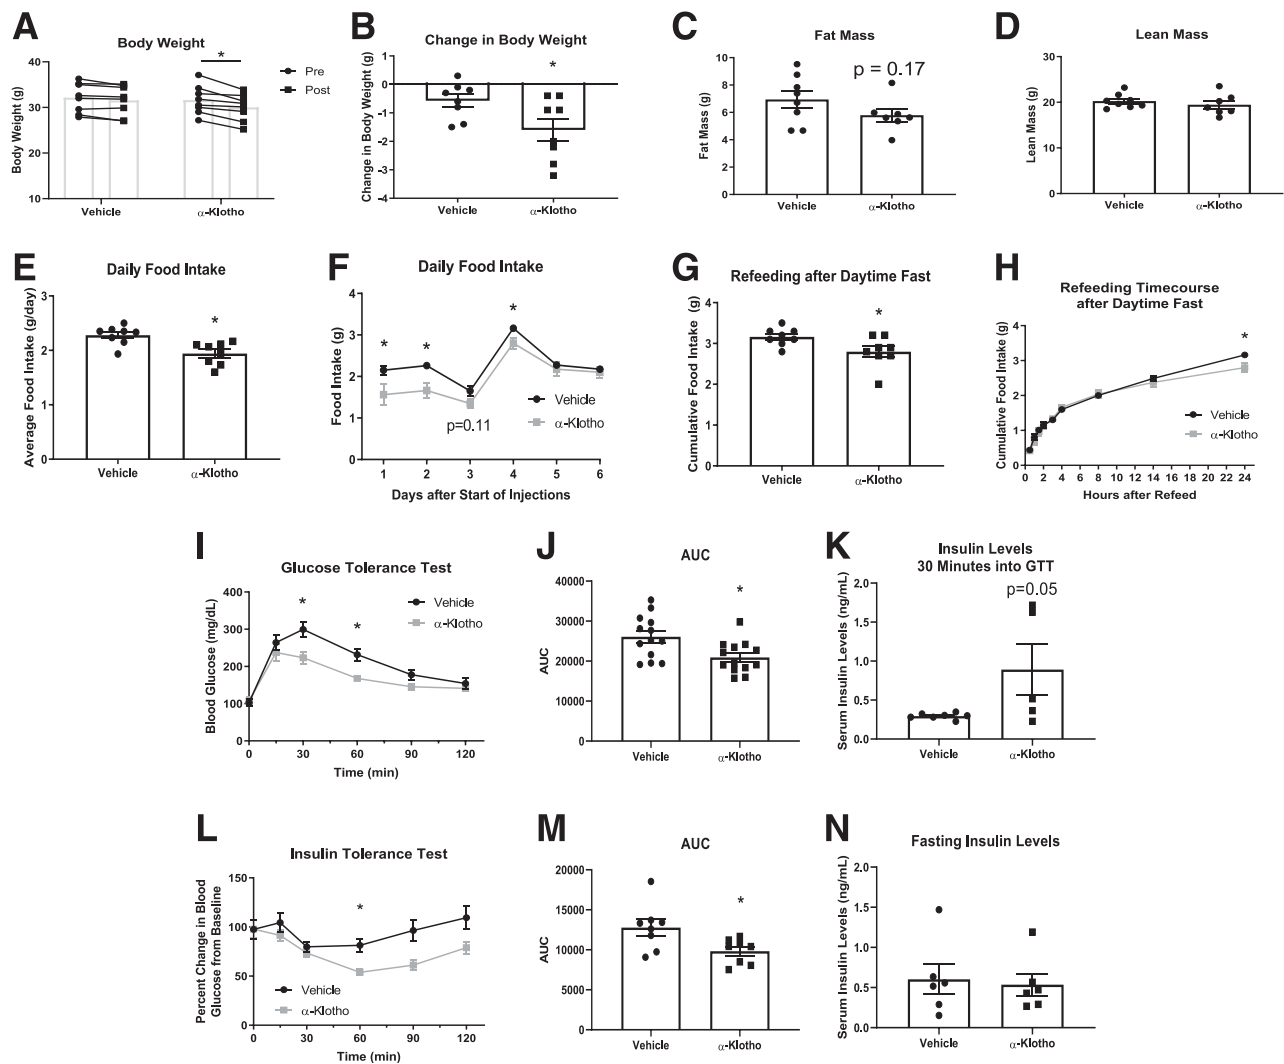 A
Body Weight
Body Weight (g)
40
30
20
10
*
Pre
Post
Vehicle
α-Klotho
B
Change in Body Weight
Change in Body Weight (g)
1
0
-1
-2
-3
-4
*
Vehicle
α-Klotho
C
Fat Mass
Fat Mass (g)
10
8
6
4
2
0
p = 0.17
Vehicle
α-Klotho
D
Lean Mass
Lean Mass (g)
30
20
10
0
Vehicle
α-Klotho
E
Daily Food Intake
Average Food Intake (g/day)
3
2
1
0
*
Vehicle
α-Klotho
F
Daily Food Intake
Food Intake (g)
4
3
2
1
0
* * *
p=0.11
Vehicle
α-Klotho
1 2 3 4 5 6
Days after Start of Injections
G
Refeeding after Daytime Fast
Cumulative Food Intake (g)
4
3
2
1
0
*
Vehicle
α-Klotho
H
Refeeding Timecourse
after Daytime Fast
Cumulative Food Intake (g)
4
3
2
1
0
*
Vehicle
α-Klotho
0 2 4 6 8 10 12 14 16 18 20 22 24
Hours after Refeed
I
Glucose Tolerance Test
Blood Glucose (mg/dL)
400
300
200
100
0
* *
Vehicle
α-Klotho
0 30 60 90 120
Time (min)
J
AUC
AUC
40000
30000
20000
10000
0
*
Vehicle
α-Klotho
K
Insulin Levels
30 Minutes into GTT
Serum Insulin Levels (ng/mL)
2.0
1.5
1.0
0.5
0.0
p=0.05
Vehicle
α-Klotho
L
Insulin Tolerance Test
Percent Change in Blood
Glucose from Baseline
150
100
50
0
*
Vehicle
α-Klotho
0 30 60 90 120
Time (min)
M
AUC
AUC
20000
15000
10000
5000
0
*
Vehicle
α-Klotho
N
Fasting Insulin Levels
Serum Insulin Levels (ng/mL)
2.0
1.5
1.0
0.5
0.0
Vehicle
α-Klotho